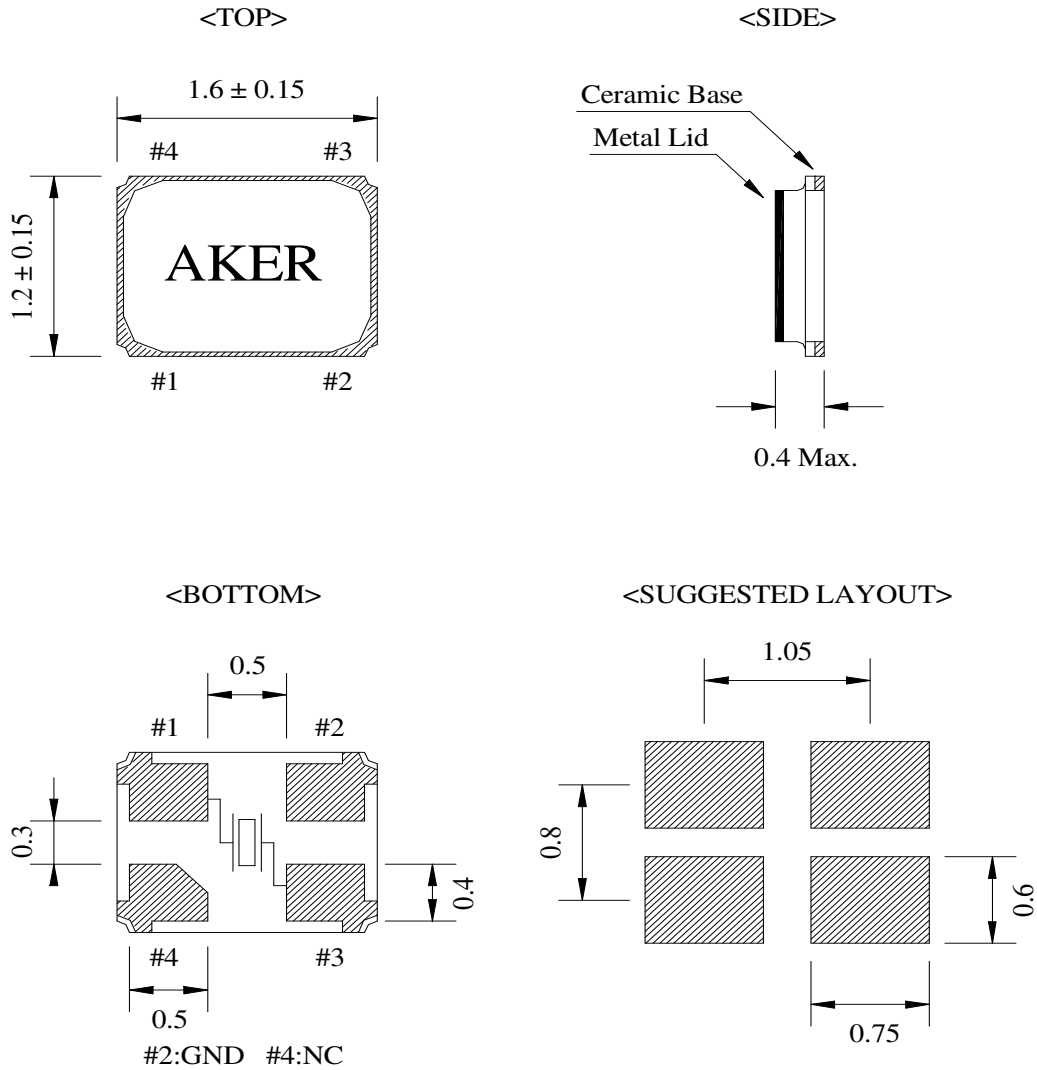 <TOP>
1.6 ± 0.15
#4 #3
1.2 ± 0.15
AKER
#1 #2
<SIDE>
Ceramic Base
Metal Lid
0.4 Max.
<BOTTOM>
0.5
#1 #2
0.3
0.4
#4 #3
0.5
#2:GND #4:NC
<SUGGESTED LAYOUT>
1.05
0.8
0.6
0.75